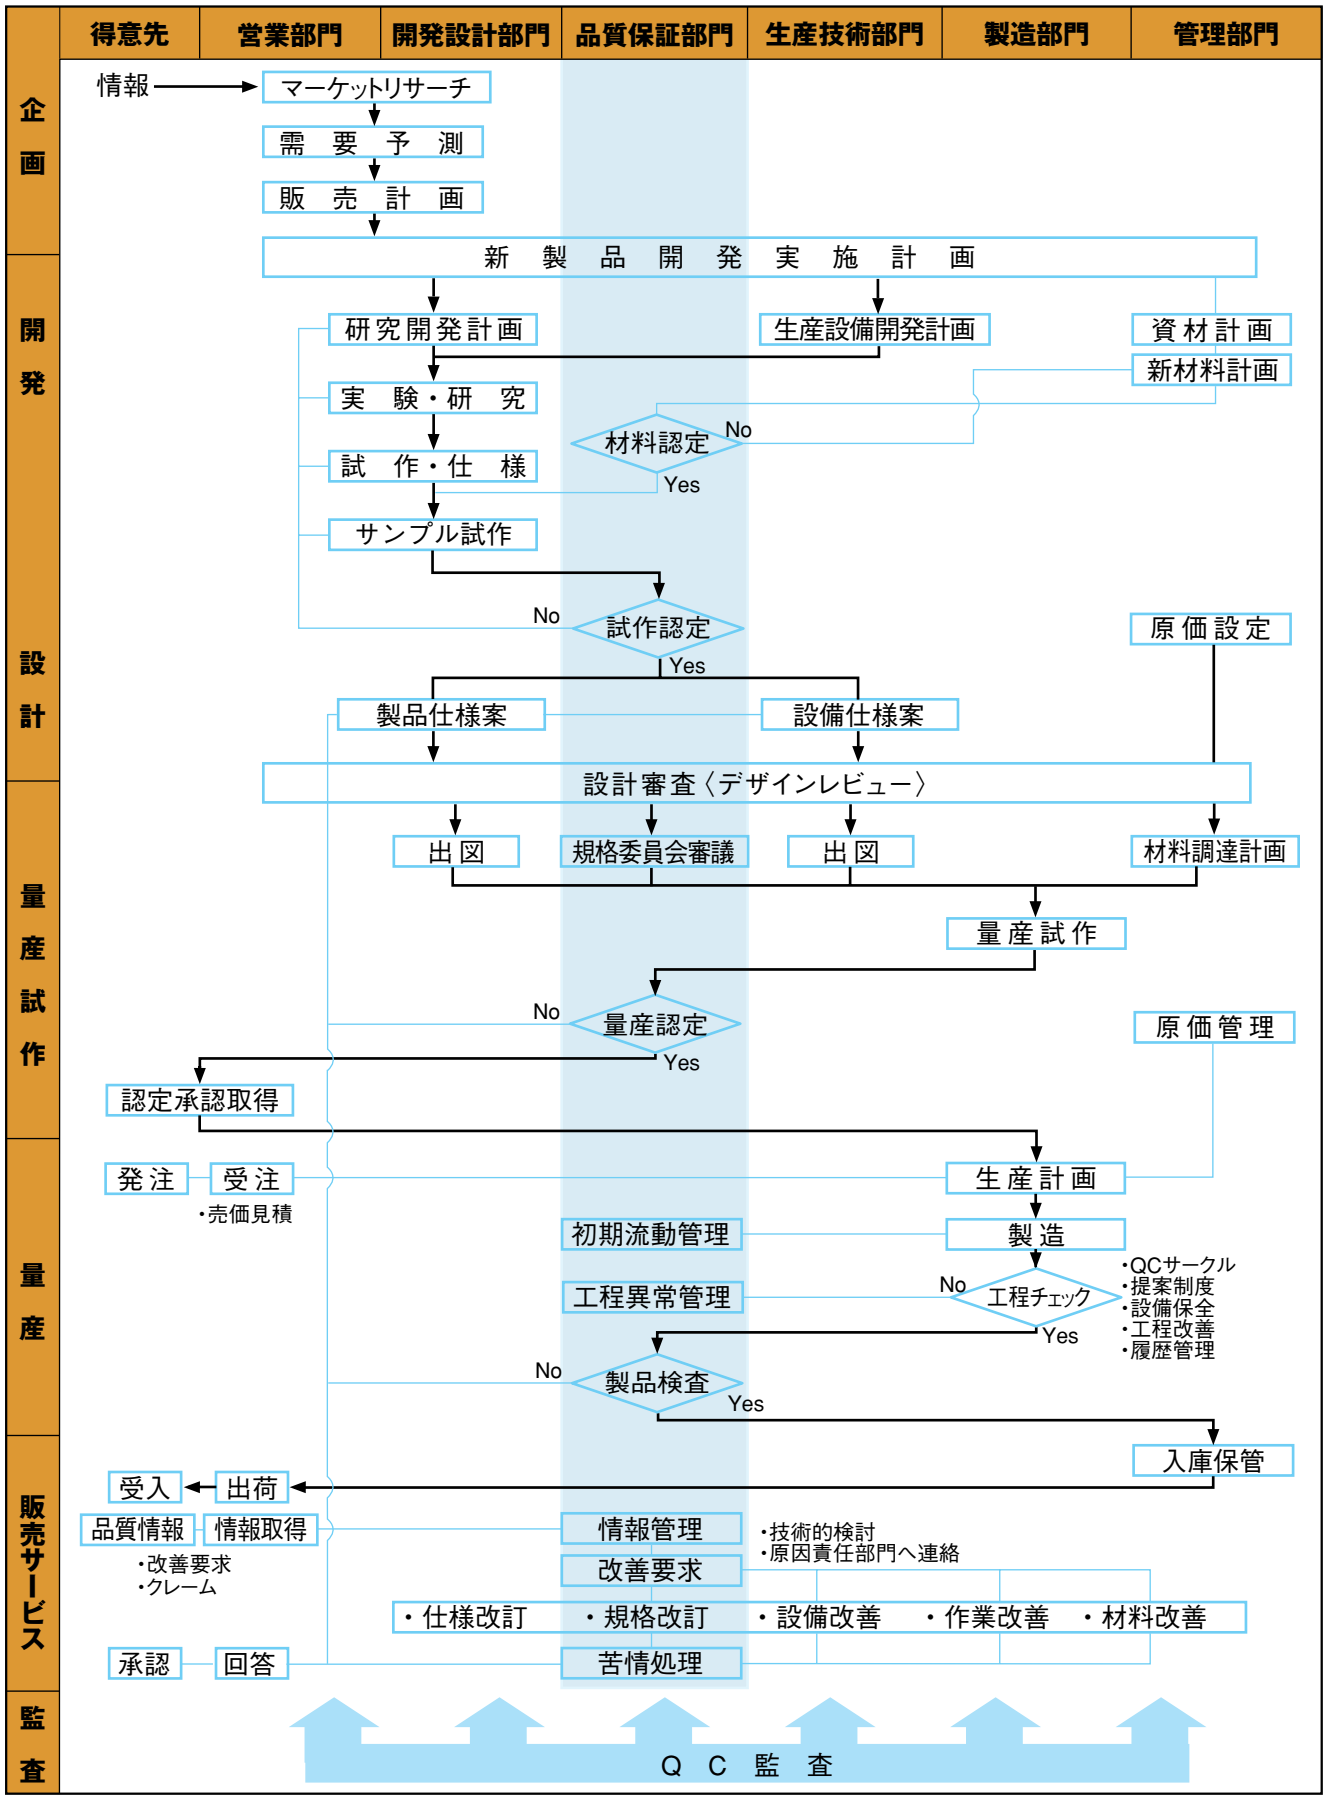 得意先
営業部門
開発設計部門
品質保証部門
生産技術部門
製造部門
管理部門
企画
情報
マーケットリサーチ
需要予測
販売計画
新製品開発実施計画
開発
研究開発計画
生産設備開発計画
資材計画
新材料計画
実験・研究
材料認定
No
Yes
試作・仕様
サンプル試作
試作認定
No
Yes
原価設定
設計
製品仕様案
設備仕様案
設計審査〈デザインレビュー〉
出図
規格委員会審議
出図
材料調達計画
量産試作
量産試作
量産認定
No
Yes
原価管理
認定承認取得
量産
発注
受注
・売価見積
生産計画
初期流動管理
製造
工程異常管理
No
工程チェック
Yes
・QCサークル
・提案制度
・設備保全
・工程改善
・履歴管理
No
製品検査
Yes
入庫保管
販売サービス
受入
出荷
品質情報
情報取得
情報管理
・改善要求
・クレーム
・技術的検討
・原因責任部門へ連絡
改善要求
・仕様改訂
・規格改訂
・設備改善
・作業改善
・材料改善
承認
回答
苦情処理
監査
QC監査